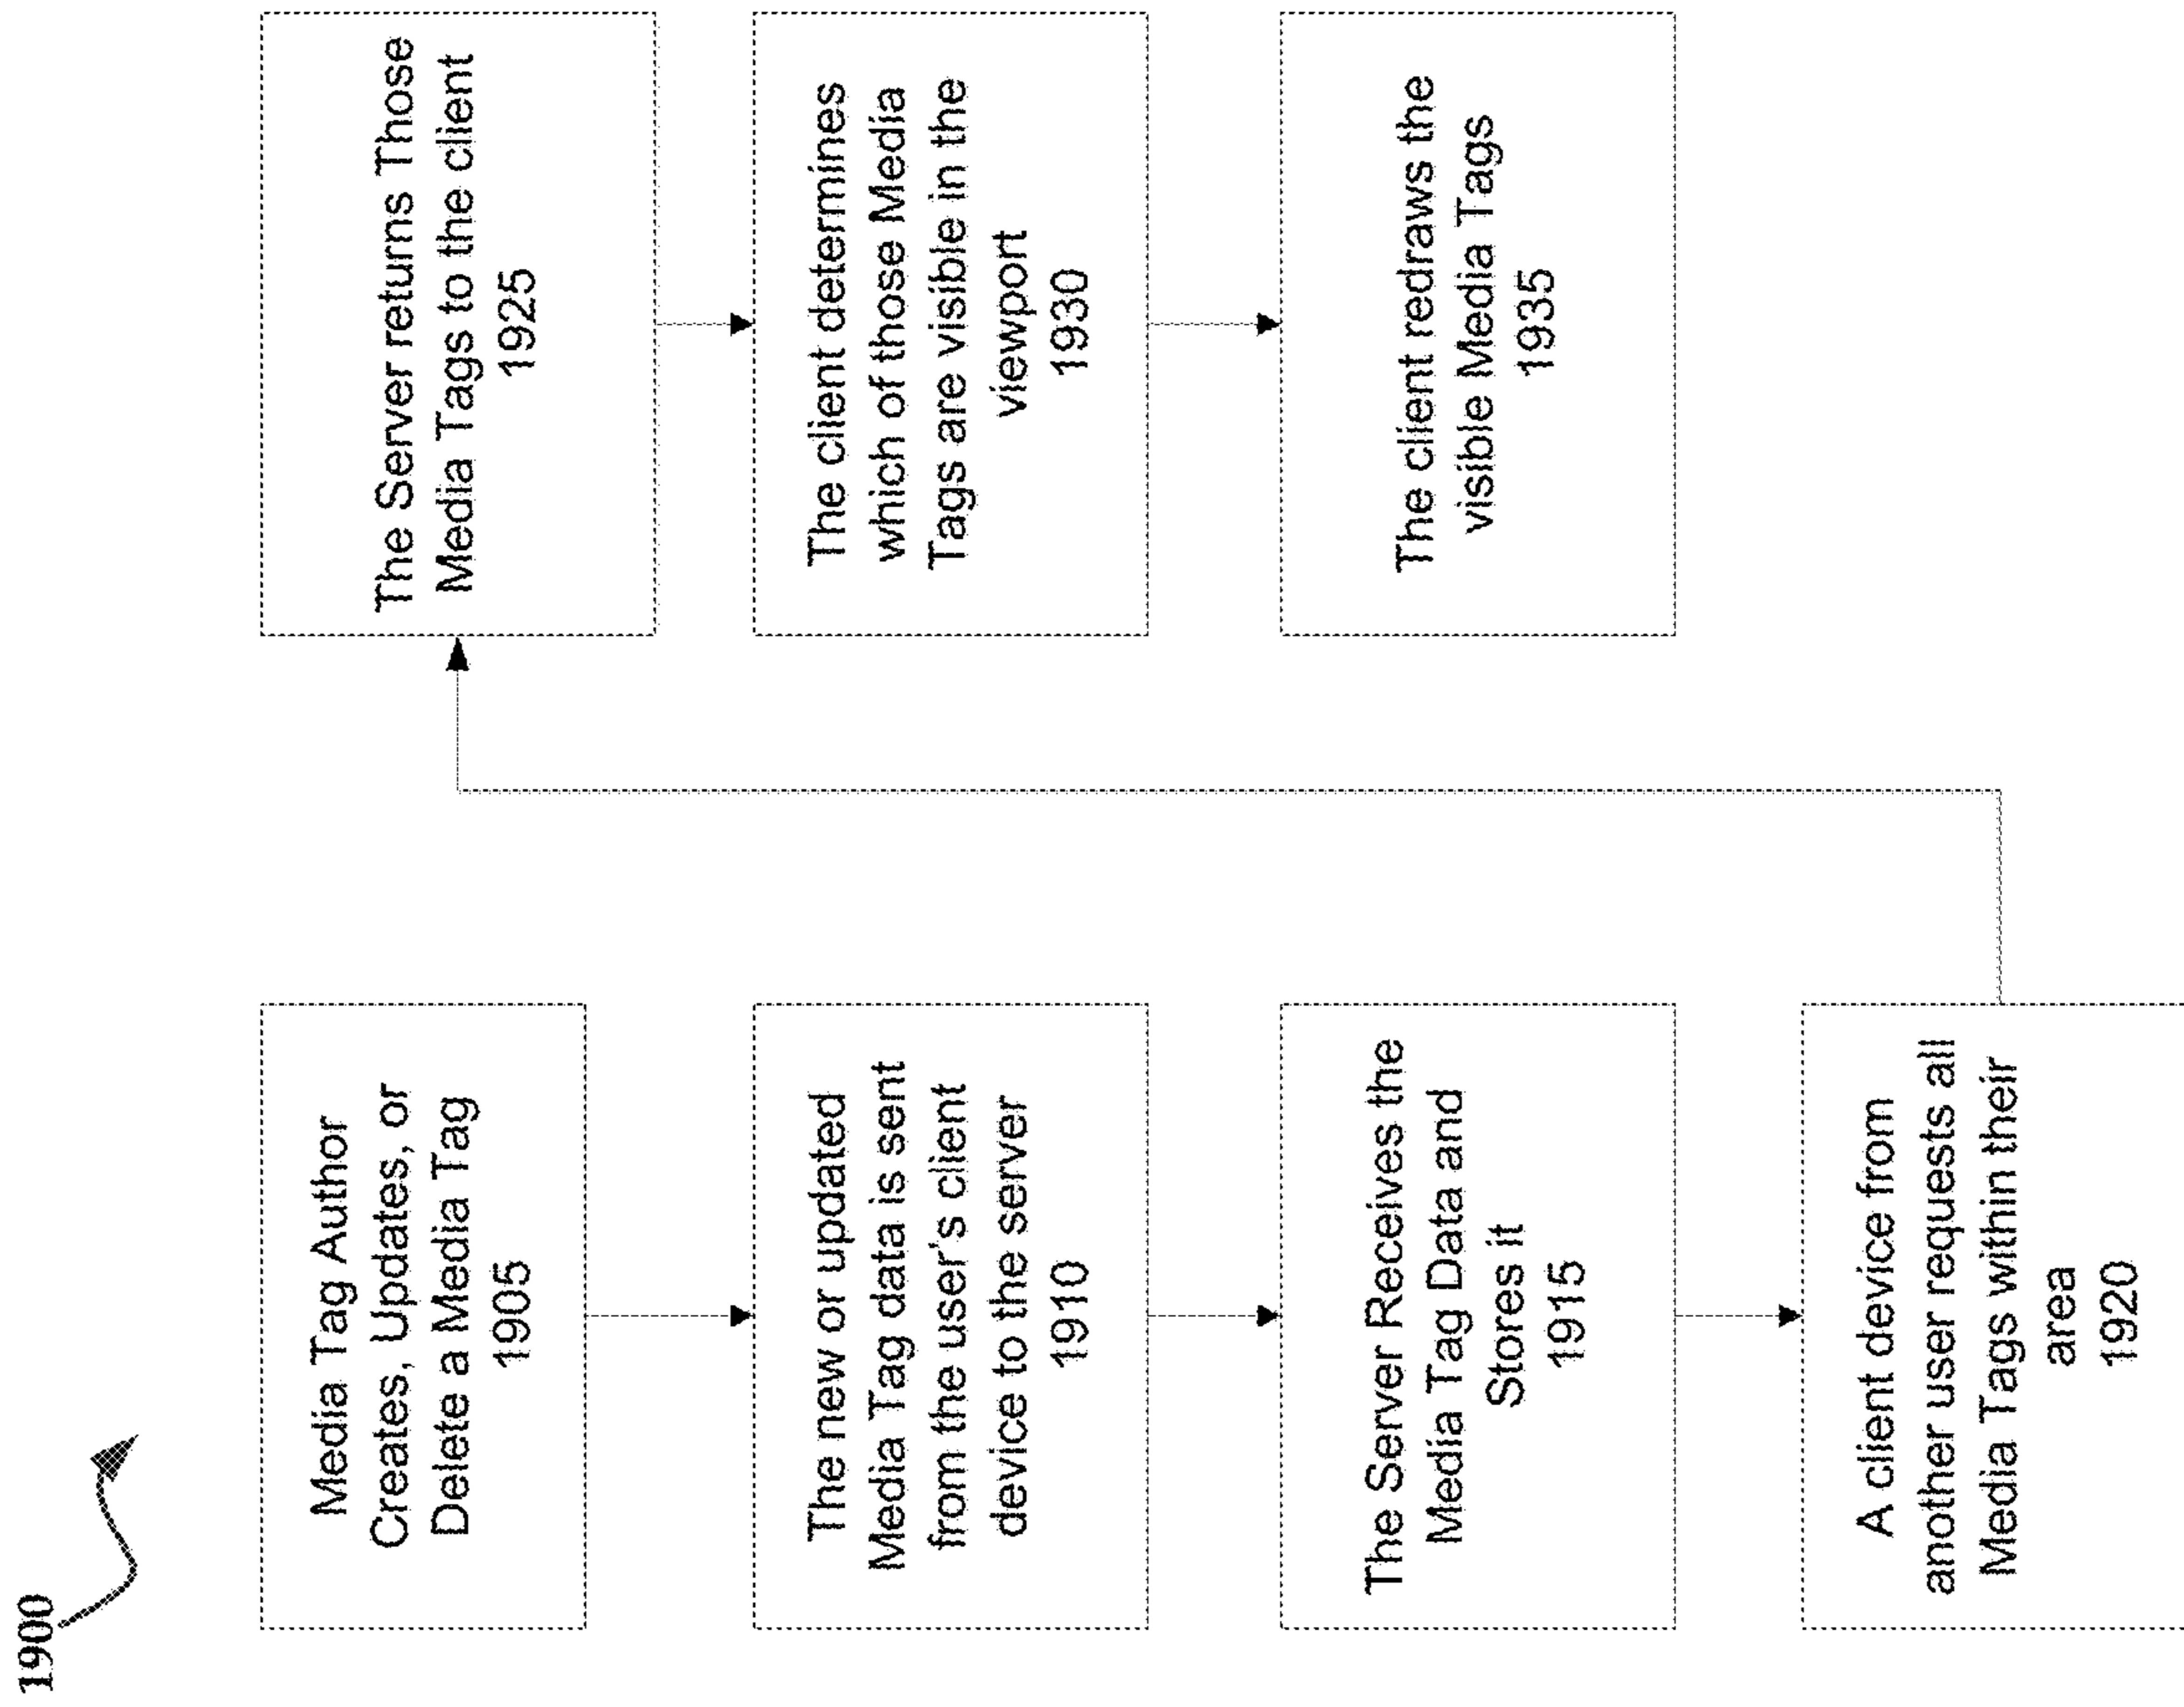 1900
Media Tag Author
Creates, Updates, or
Delete a Media Tag
1905
The new or updated
Media Tag data is sent
from the user's client
device to the server
1910
The Server Receives the
Media Tag Data and
Stores it
1915
A client device from
another user requests all
Media Tags within their
area
1920
The Server returns Those
Media Tags to the client
1925
The client determines
which of those Media
Tags are visible in the
viewport
1930
The client redraws the
visible Media Tags
1935